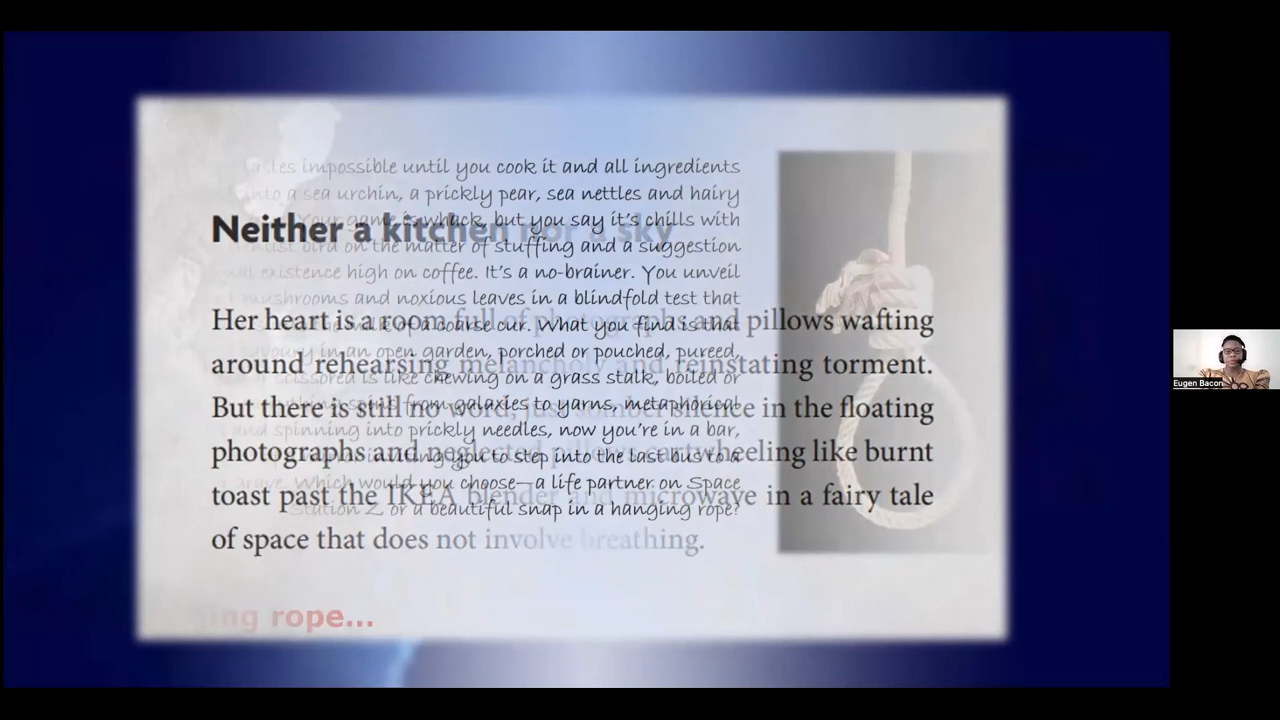 tes impossible until you cook it and all ingredients
into a sea urchin, a prickly pear, sea nettles and hairy
Your game is whack, but you say it's chills with
bird on the matter of stuffing and a suggestion
existence high on coffee. It's a no-brainer. You unveil
mushrooms and noxious leaves in a blindfold test that
milk of a coarse cur. What you find is that
savoury in an open garden, porched or pouched, pureed,
scissored is like chewing on a grass stalk, boiled or
spirit from galaxies to yarns, metaphorical
and spinning into prickly needles, now you're in a bar,
inviting you to step into the last bus to a
Which would you choose—a life partner on Space
Station Z, or a beautiful snap in a hanging rope?
ing rope...
Neither a kitchen nor a sky
Her heart is a room full of photographs and pillows wafting
around rehearsing melancholy and reinstating torment.
But there is still no word, just somber silence in the floating
photographs and neglected pillows cartwheeling like burnt
toast past the IKEA blender and microwave in a fairy tale
of space that does not involve breathing.
Eugen Bacon